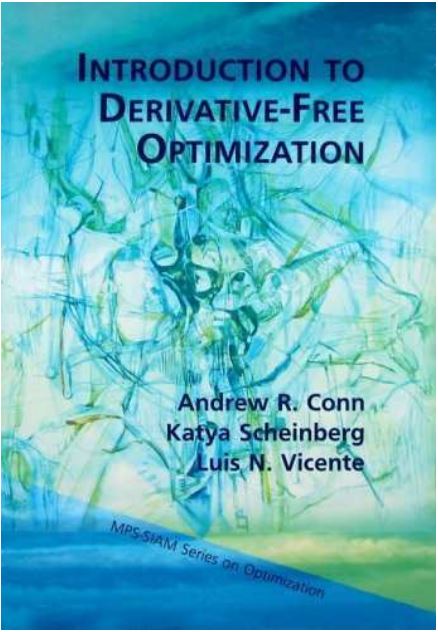 INTRODUCTION TO
DERIVATIVE-FREE
OPTIMIZATION
Andrew R. Conn
Katya Scheinberg
Luis N. Vicente
MPS-SIAM Series on Optimization